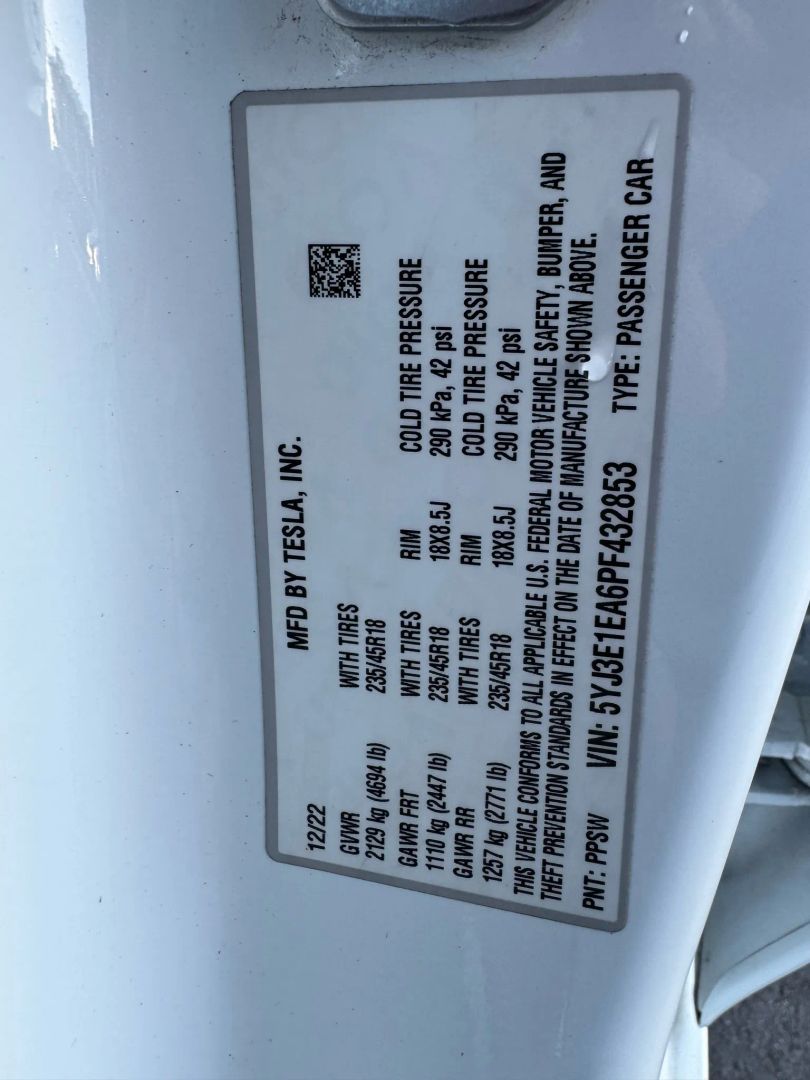 MFD BY TESLA, INC.
12/22
GVWR WITH TIRES
2129 kg (4694 lb) 235/45R18
GAWR FRT WITH TIRES RIM COLD TIRE PRESSURE
1110 kg (2447 lb) 235/45R18 18X8.5J 290 kPa, 42 psi
GAWR RR WITH TIRES RIM COLD TIRE PRESSURE
1257 kg (2771 lb) 235/45R18 18X8.5J 290 kPa, 42 psi
THIS VEHICLE CONFORMS TO ALL APPLICABLE U.S. FEDERAL MOTOR VEHICLE SAFETY, BUMPER, AND
THEFT PREVENTION STANDARDS IN EFFECT ON THE DATE OF MANUFACTURE SHOWN ABOVE.
PNT: PPSW VIN: 5YJ3E1EA6PF432853 TYPE: PASSENGER CAR